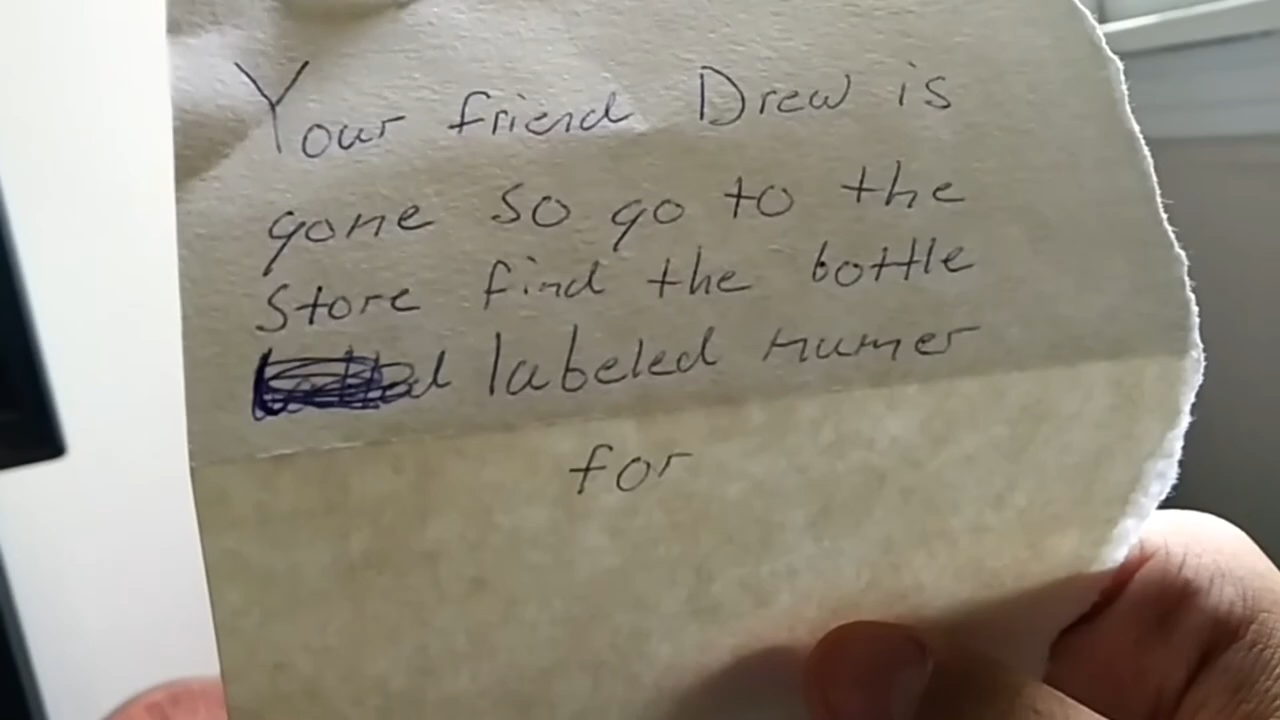 Your friend Drew is
gone so go to the
store find the bottle
labeled numer
for